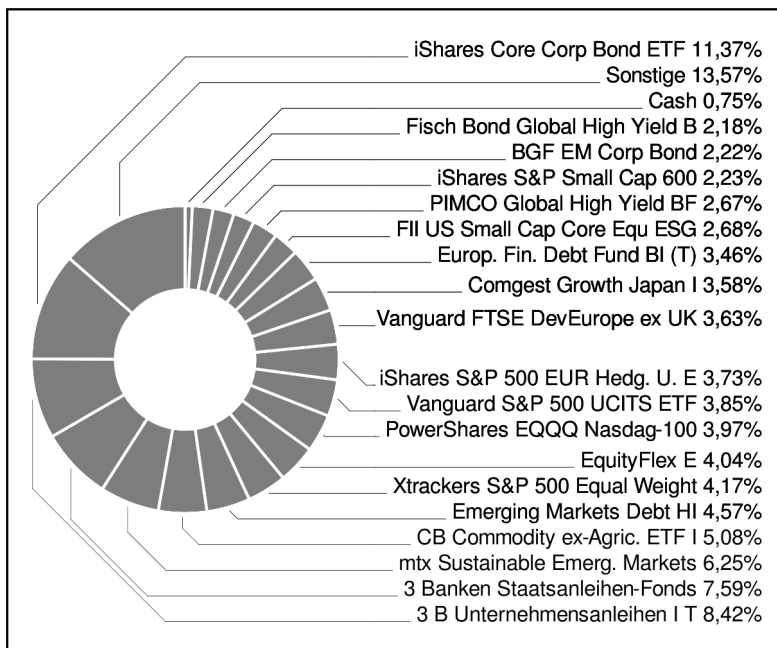 iShares Core Corp Bond ETF 11,37%
Sonstige 13,57%
Cash 0,75%
Fisch Bond Global High Yield B 2,18%
BGF EM Corp Bond 2,22%
iShares S&P Small Cap 600 2,23%
PIMCO Global High Yield BF 2,67%
FII US Small Cap Core Equ ESG 2,68%
Europ. Fin. Debt Fund BI (T) 3,46%
Comgest Growth Japan I 3,58%
Vanguard FTSE DevEurope ex UK 3,63%
iShares S&P 500 EUR Hedg. U. E 3,73%
Vanguard S&P 500 UCITS ETF 3,85%
PowerShares EQQQ Nasdag-100 3,97%
EquityFlex E 4,04%
Xtrackers S&P 500 Equal Weight 4,17%
Emerging Markets Debt HI 4,57%
CB Commodity ex-Agric. ETF I 5,08%
mtx Sustainable Emerg. Markets 6,25%
3 Banken Staatsanleihen-Fonds 7,59%
3 B Unternehmensanleihen I T 8,42%